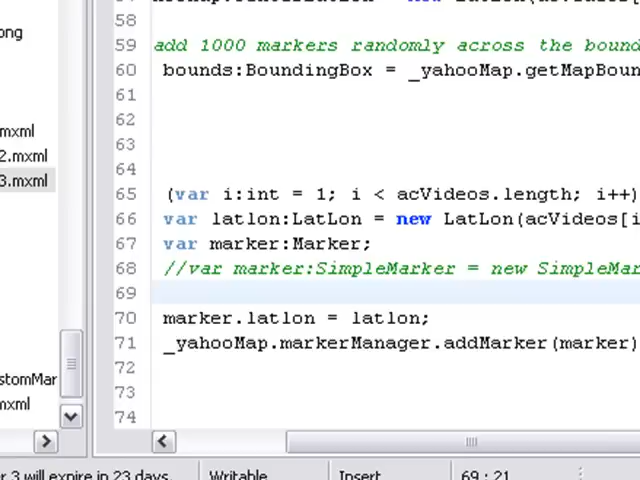 58
59 add 1000 markers randomly across the bound
60 bounds:BoundingBox = _yahooMap.getMapBoun
61
62
63
64
65 (var i:int = 1; i < acVideos.length; i++)
66 var latlon:LatLon = new LatLon(acVideos[i
67 var marker:Marker;
68 //var marker:SimpleMarker = new SimpleMar
69
70 marker.latlon = latlon;
71 _yahooMap.markerManager.addMarker(marker)
72
73
74
ong
mxml
2.mxml
3.mxml
stomMar
mxml
r 3 will expire in 23 days. Writable Insert 69 : 21